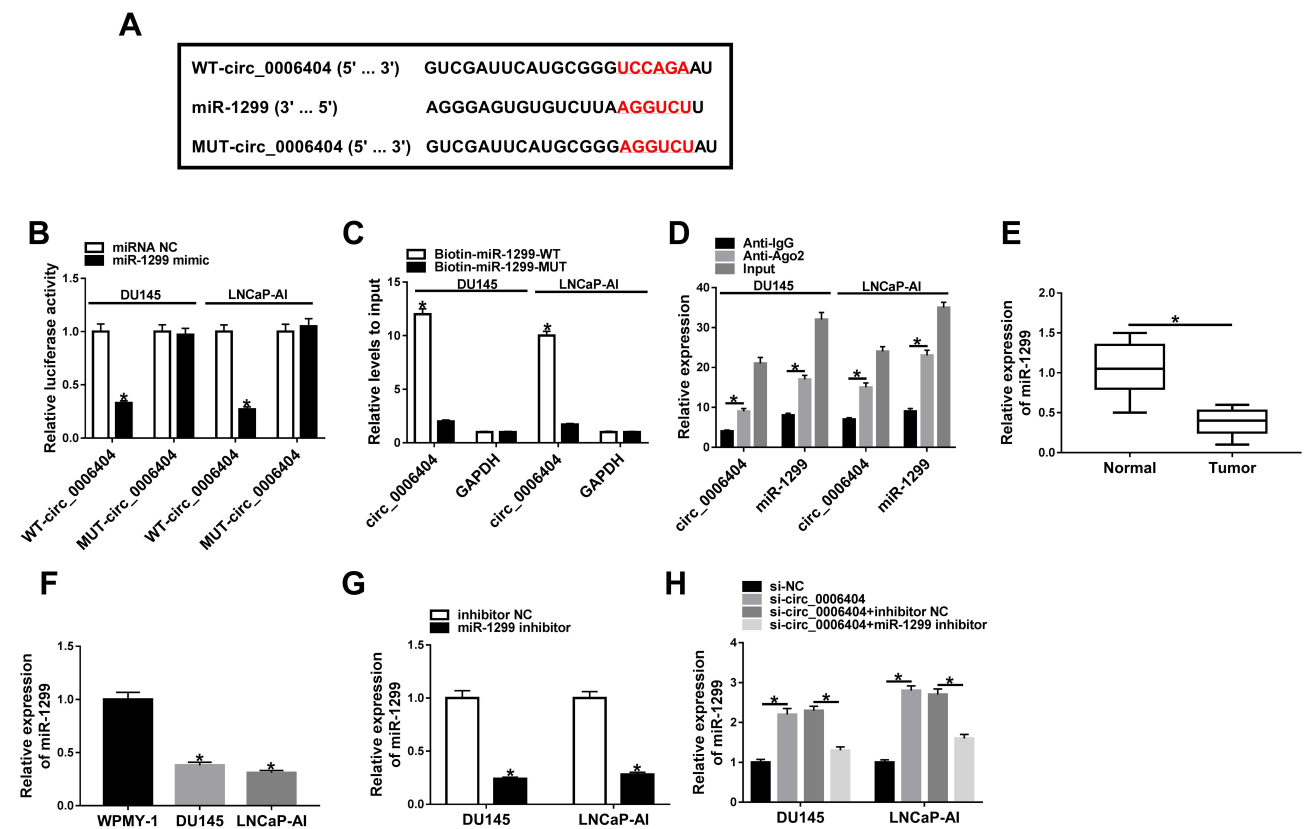 A
WT-circ_0006404 (5' ... 3') GUCGAUUCAUGCGGGUCCAGAAU
miR-1299 (3' ... 5') AGGGAGUGUGUCUUAAGGUCUU
MUT-circ_0006404 (5' ... 3') GUCGAUUCAUGCGGGAGGUCUAU
B
miRNA NC
miR-1299 mimic
Relative luciferase activity
1.5
1.0
0.5
0.0
DU145
LNCaP-AI
*
*
WT-circ_0006404
MUT-circ_0006404
WT-circ_0006404
MUT-circ_0006404
C
Biotin-miR-1299-WT
Biotin-miR-1299-MUT
Relative levels to input
15
10
5
0
DU145
LNCaP-AI
*
*
circ_0006404
GAPDH
circ_0006404
GAPDH
D
Anti-IgG
Anti-Ago2
Input
Relative expression
40
30
20
10
0
DU145
LNCaP-AI
*
*
*
*
circ_0006404
miR-1299
circ_0006404
miR-1299
E
Relative expression
of miR-1299
2.0
1.5
1.0
0.5
0.0
*
Normal
Tumor
F
Relative expression
of miR-1299
1.5
1.0
0.5
0.0
*
*
WPMY-1
DU145
LNCaP-AI
G
inhibitor NC
miR-1299 inhibitor
Relative expression
of miR-1299
1.5
1.0
0.5
0.0
*
*
DU145
LNCaP-AI
H
si-NC
si-circ_0006404
si-circ_0006404+inhibitor NC
si-circ_0006404+miR-1299 inhibitor
Relative expression
of miR-1299
4
3
2
1
0
*
*
*
*
DU145
LNCaP-AI